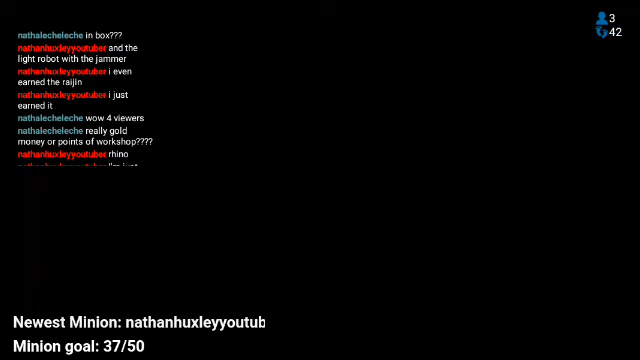 3
42
nathalecheleche in box???
nathanhuxleyyoutuber and the
light robot with the jammer
nathanhuxleyyoutuber i even
earned the raijin
nathanhuxleyyoutuber i just
earned it
nathalecheleche wow 4 viewers
nathalecheleche really gold
money or points of workshop????
nathanhuxleyyoutuber rhino
nathanhuxleyyoutuber I'm just
Newest Minion: nathanhuxleyyoutub
Minion goal: 37/50